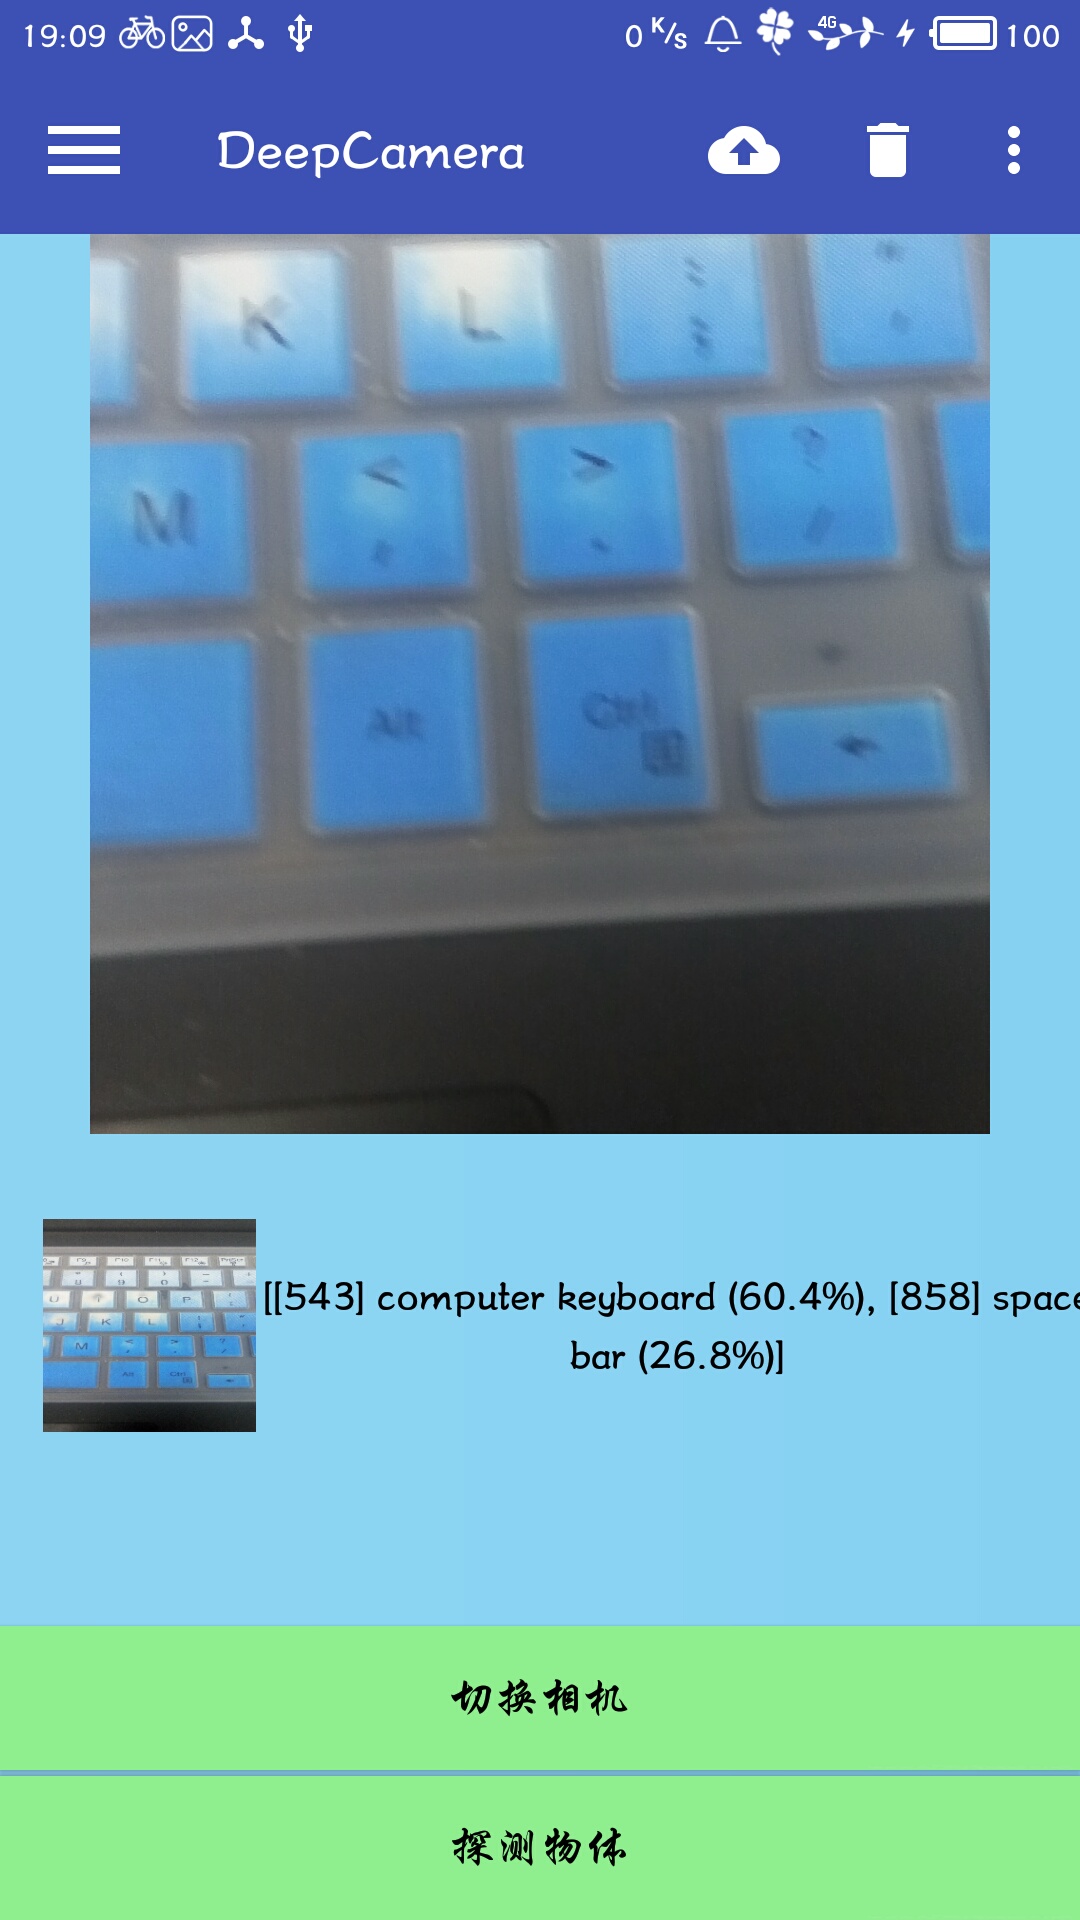 19:09 0 K/s 4G 100
DeepCamera
K L
M < > ?
Alt Ctrl
[[543] computer keyboard (60.4%), [858] space
bar (26.8%)]
切换相机
探测物体